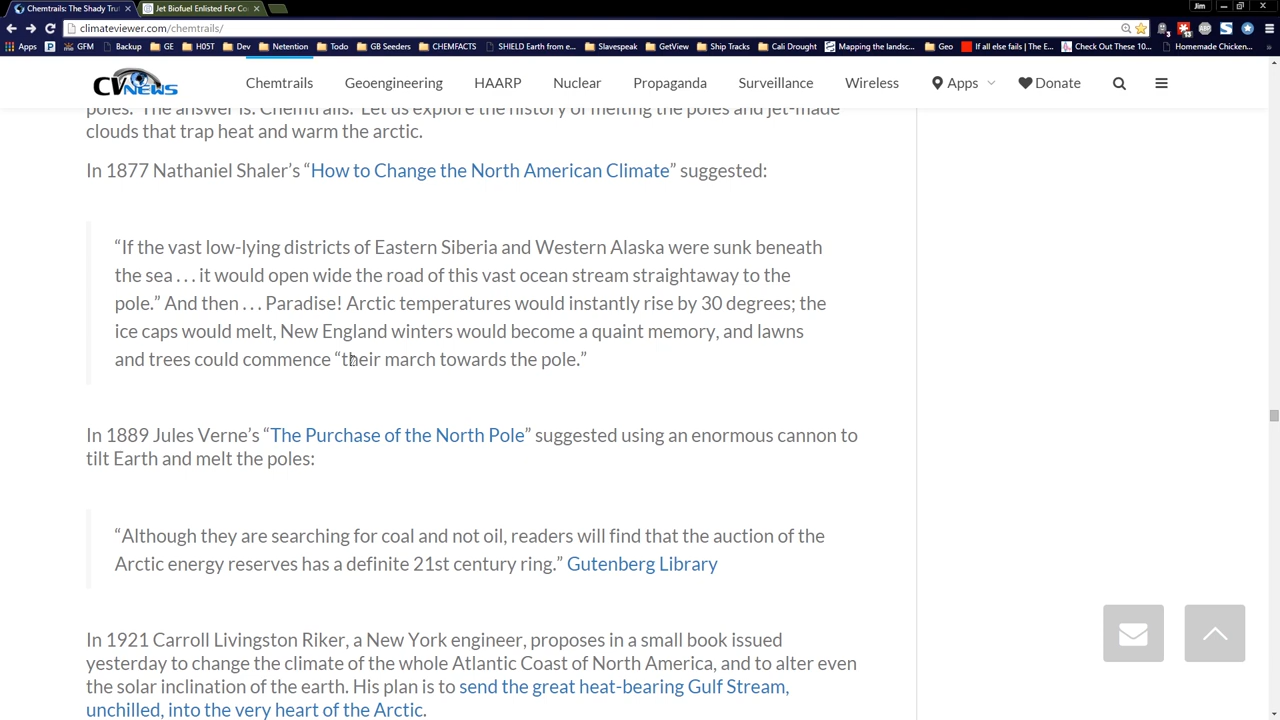 Chemtrails: The Shady Tru
Jet Biofuel Enlisted For Co
Jim
climateviewer.com/chemtrails/
Apps P GFM Backup GE H05T Dev Netention Todo GB Seeders CHEMFACTS SHIELD Earth from e... Slavespeak GetView Ship Tracks Cali Drought Mapping the landsc... Geo If all else fails | The E... Check Out These 10... Homemade Chicken...
CV NEWS
Chemtrails Geoengineering HAARP Nuclear Propaganda Surveillance Wireless Apps Donate
poles. The answer is: Chemtrails. Let us explore the history of melting the poles and jet-made
clouds that trap heat and warm the arctic.
In 1877 Nathaniel Shaler’s “How to Change the North American Climate” suggested:
“If the vast low-lying districts of Eastern Siberia and Western Alaska were sunk beneath
the sea . . . it would open wide the road of this vast ocean stream straightaway to the
pole.” And then . . . Paradise! Arctic temperatures would instantly rise by 30 degrees; the
ice caps would melt, New England winters would become a quaint memory, and lawns
and trees could commence “their march towards the pole.”
In 1889 Jules Verne’s “The Purchase of the North Pole” suggested using an enormous cannon to
tilt Earth and melt the poles:
“Although they are searching for coal and not oil, readers will find that the auction of the
Arctic energy reserves has a definite 21st century ring.” Gutenberg Library
In 1921 Carroll Livingston Riker, a New York engineer, proposes in a small book issued
yesterday to change the climate of the whole Atlantic Coast of North America, and to alter even
the solar inclination of the earth. His plan is to send the great heat-bearing Gulf Stream,
unchilled, into the very heart of the Arctic.